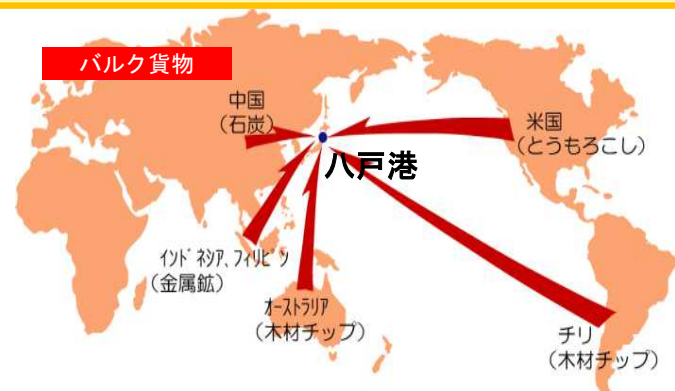 バルク貨物
中国
（石炭）
米国
（とうもろこし）
八戸港
ｲﾝﾄﾞﾈｼｱ、ﾌｨﾘﾋﾟﾝ
（金属鉱）
ｵｰｽﾄﾗﾘｱ
（木材チップ）
チリ
（木材チップ）